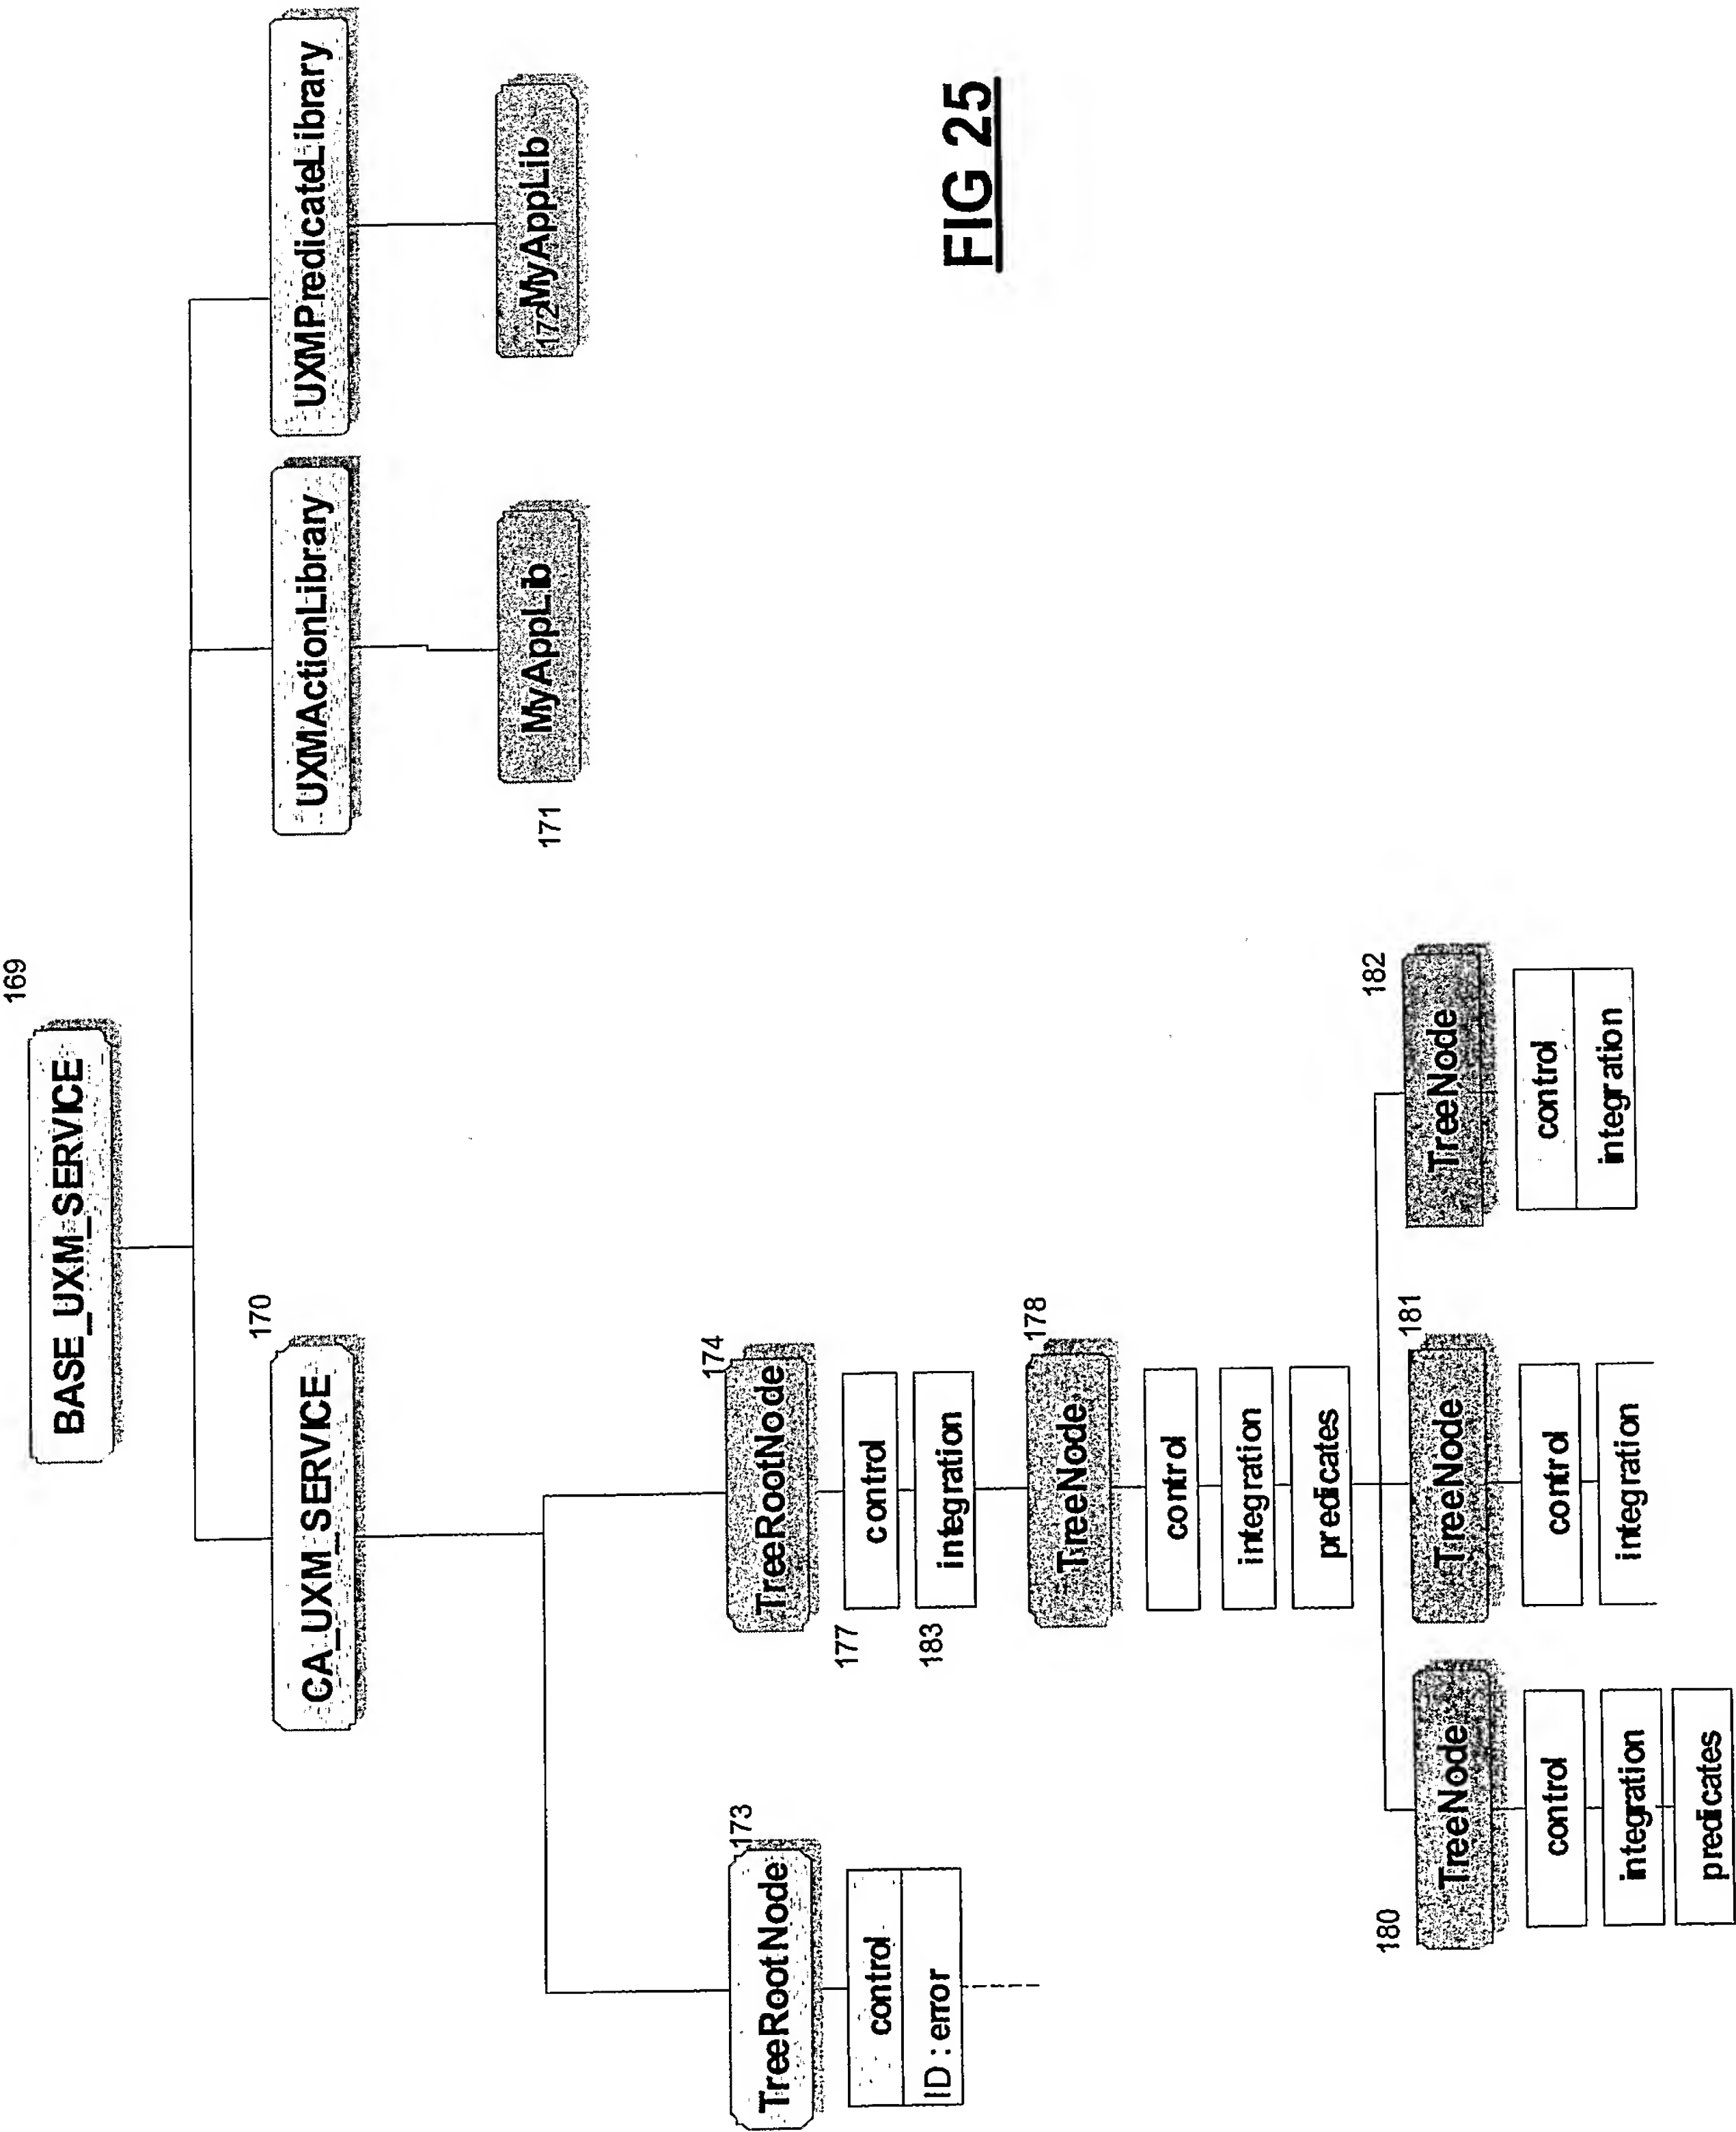 169
BASE_UXM_SERVICE
170
CA_UXM_SERVICE
UXMActionLibrary
UXMPredicateLibrary
171
MyAppLib
172
MyAppLib
173
TreeRootNode
control
ID:error
174
TreeRootNode
177
control
183
integration
178
TreeNode
control
integration
predicates
180
TreeNode
control
integration
predicates
181
TreeNode
control
integration
182
TreeNode
control
integration
FIG 25